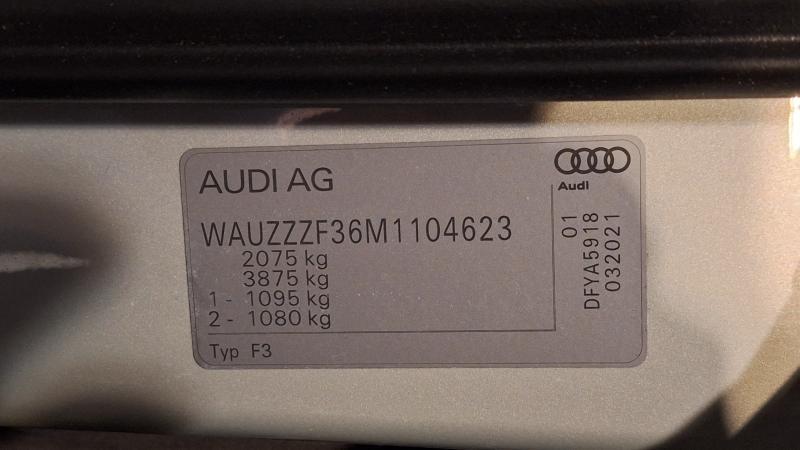 AUDI AG
Audi
WAUZZZF36M1104623
2075 kg
3875 kg
1 - 1095 kg
2 - 1080 kg
Typ F3
01
DFYA5918
032021